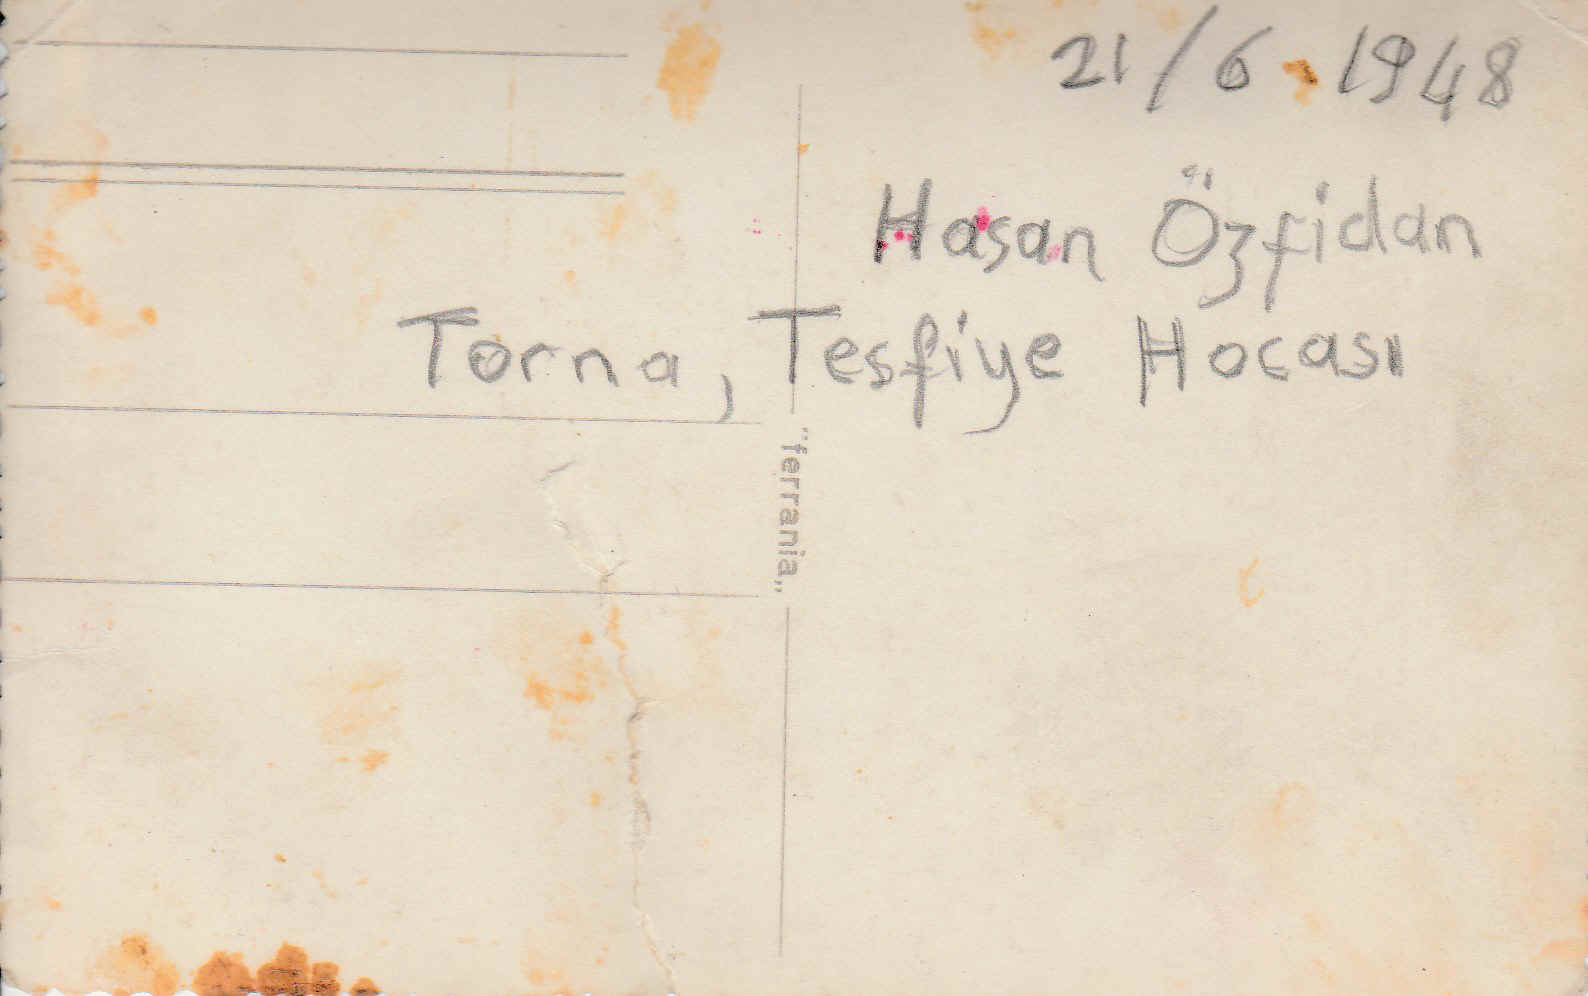 21/6.1948
Hasan Özfidan
Torna, Tesfiye Hocası
"ferrania„